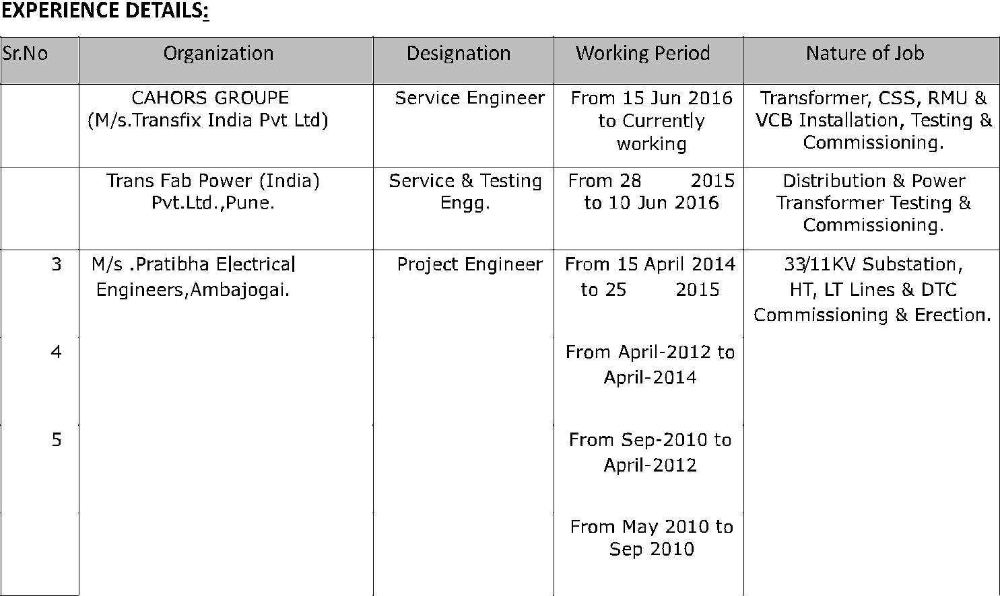 EXPERIENCE DETAILS:
Sr.No Organization Designation Working Period Nature of Job
CAHORS GROUPE Service Engineer From 15 Jun 2016 Transformer, CSS, RMU &
(M/s.Transfix India Pvt Ltd) to Currently VCB Installation, Testing &
working Commissioning.
Trans Fab Power (India) Service & Testing From 28 2015 Distribution & Power
Pvt.Ltd.,Pune. Engg. to 10 Jun 2016 Transformer Testing &
Commissioning.
3 M/s .Pratibha Electrical Project Engineer From 15 April 2014 33/11KV Substation,
Engineers,Ambajogai. to 25 2015 HT, LT Lines & DTC
Commissioning & Erection.
4 From April-2012 to
April-2014
5 From Sep-2010 to
April-2012
From May 2010 to
Sep 2010